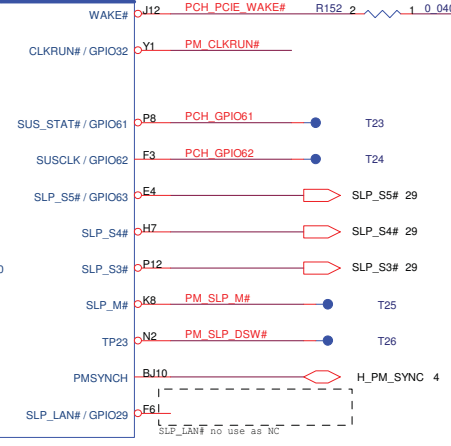 WAKE# J12 PCH_PCIE_WAKE# R152 2 1 0_040
CLKRUN# / GPIO32 Y1 PM_CLKRUN#
SUS_STAT# / GPIO61 P8 PCH_GPIO61 T23
SUSCLK / GPIO62 F3 PCH_GPIO62 T24
SLP_S5# / GPIO63 E4 SLP_S5# 29
SLP_S4# H7 SLP_S4# 29
SLP_S3# P12 SLP_S3# 29
SLP_M# K8 PM_SLP_M# T25
TP23 N2 PM_SLP_DSW# T26
PMSYNCH BJ10 H_PM_SYNC 4
SLP_LAN# / GPIO29 F6
SLP_LAN# no use as NC